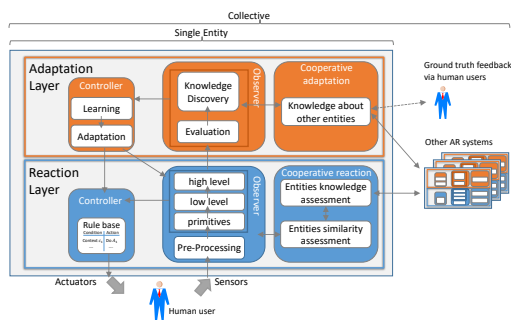 Collective
Single Entity
Adaptation
Layer
Controller
Learning
Adaptation
Observer
Knowledge
Discovery
Evaluation
Cooperative
adaptation
Knowledge about
other entities
Ground truth feedback
via human users
Other AR systems
Reaction
Layer
Controller
Rule base
Condition Action
...
Observer
high level
low level
primitives
Pre-Processing
Cooperative reaction
Entities knowledge
assessment
Entities similarity
assessment
Actuators
Sensors
Human user